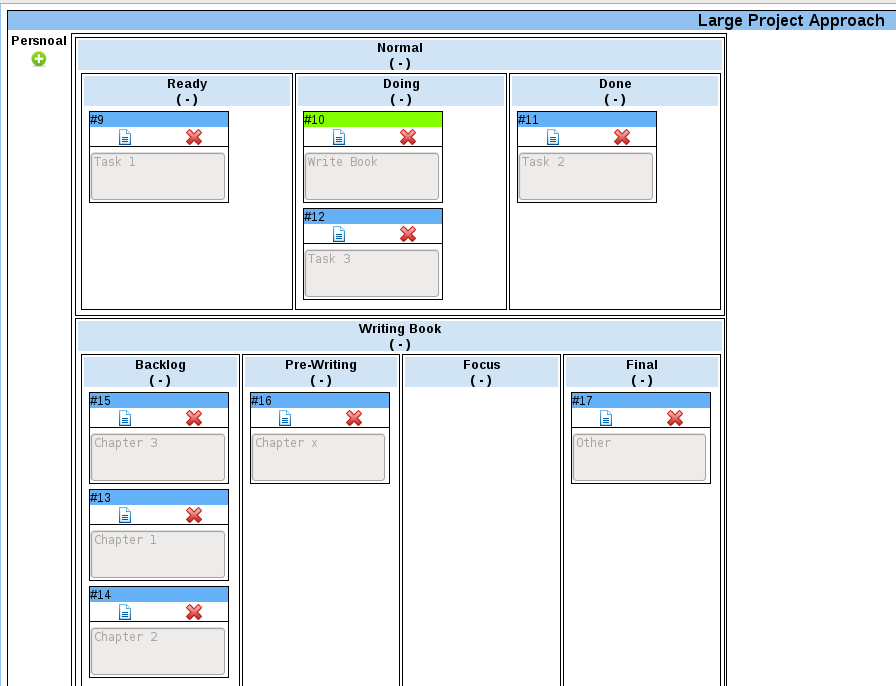 Large Project Approach
Persnoal
Normal
( - )
Ready
( - )
Doing
( - )
Done
( - )
#9
Task 1
#10
Write Book
#12
Task 3
#11
Task 2
Writing Book
( - )
Backlog
( - )
Pre-Writing
( - )
Focus
( - )
Final
( - )
#15
Chapter 3
#13
Chapter 1
#14
Chapter 2
#16
Chapter x
#17
Other